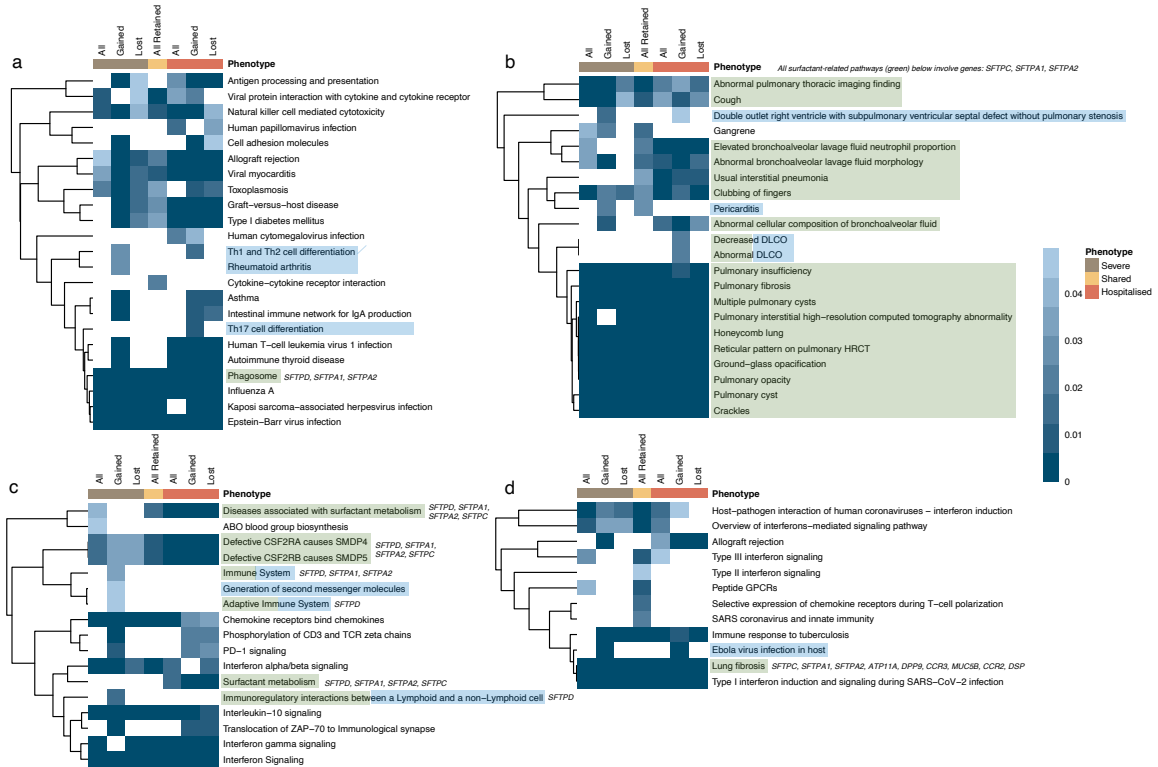 a
All
Gained
Lost
All Retained
All
Gained
Lost
Phenotype
Antigen processing and presentation
Viral protein interaction with cytokine and cytokine receptor
Natural killer cell mediated cytotoxicity
Human papillomavirus infection
Cell adhesion molecules
Allograft rejection
Viral myocarditis
Toxoplasmosis
Graft−versus−host disease
Type I diabetes mellitus
Human cytomegalovirus infection
Th1 and Th2 cell differentiation
Rheumatoid arthritis
Cytokine−cytokine receptor interaction
Asthma
Intestinal immune network for IgA production
Th17 cell differentiation
Human T−cell leukemia virus 1 infection
Autoimmune thyroid disease
Phagosome SFTPD, SFTPA1, SFTPA2
Influenza A
Kaposi sarcoma−associated herpesvirus infection
Epstein−Barr virus infection
b
All
Gained
Lost
All Retained
All
Gained
Lost
Phenotype All surfactant-related pathways (green) below involve genes: SFTPC, SFTPA1, SFTPA2
Abnormal pulmonary thoracic imaging finding
Cough
Double outlet right ventricle with subpulmonary ventricular septal defect without pulmonary stenosis
Gangrene
Elevated bronchoalveolar lavage fluid neutrophil proportion
Abnormal bronchoalveolar lavage fluid morphology
Usual interstitial pneumonia
Clubbing of fingers
Pericarditis
Abnormal cellular composition of bronchoalveolar fluid
Decreased DLCO
Abnormal DLCO
Pulmonary insufficiency
Pulmonary fibrosis
Multiple pulmonary cysts
Pulmonary interstitial high−resolution computed tomography abnormality
Honeycomb lung
Reticular pattern on pulmonary HRCT
Ground−glass opacification
Pulmonary opacity
Pulmonary cyst
Crackles
Phenotype
Severe
Shared
Hospitalised
0.04
0.03
0.02
0.01
0
c
All
Gained
Lost
All Retained
All
Gained
Lost
Phenotype
Diseases associated with surfactant metabolism SFTPD, SFTPA1,
SFTPA2, SFTPC
ABO blood group biosynthesis
Defective CSF2RA causes SMDP4 SFTPD, SFTPA1,
Defective CSF2RB causes SMDP5 SFTPA2, SFTPC
Immune System SFTPD, SFTPA1, SFTPA2
Generation of second messenger molecules
Adaptive Immune System SFTPD
Chemokine receptors bind chemokines
Phosphorylation of CD3 and TCR zeta chains
PD−1 signaling
Interferon alpha/beta signaling
Surfactant metabolism SFTPD, SFTPA1, SFTPA2, SFTPC
Immunoregulatory interactions between a Lymphoid and a non−Lymphoid cell SFTPD
Interleukin−10 signaling
Translocation of ZAP−70 to Immunological synapse
Interferon gamma signaling
Interferon Signaling
d
All
Gained
Lost
All Retained
All
Gained
Lost
Phenotype
Host−pathogen interaction of human coronaviruses − interferon induction
Overview of interferons−mediated signaling pathway
Allograft rejection
Type III interferon signaling
Type II interferon signaling
Peptide GPCRs
Selective expression of chemokine receptors during T−cell polarization
SARS coronavirus and innate immunity
Immune response to tuberculosis
Ebola virus infection in host
Lung fibrosis SFTPC, SFTPA1, SFTPA2, ATP11A, DPP9, CCR3, MUC5B, CCR2, DSP
Type I interferon induction and signaling during SARS−CoV−2 infection